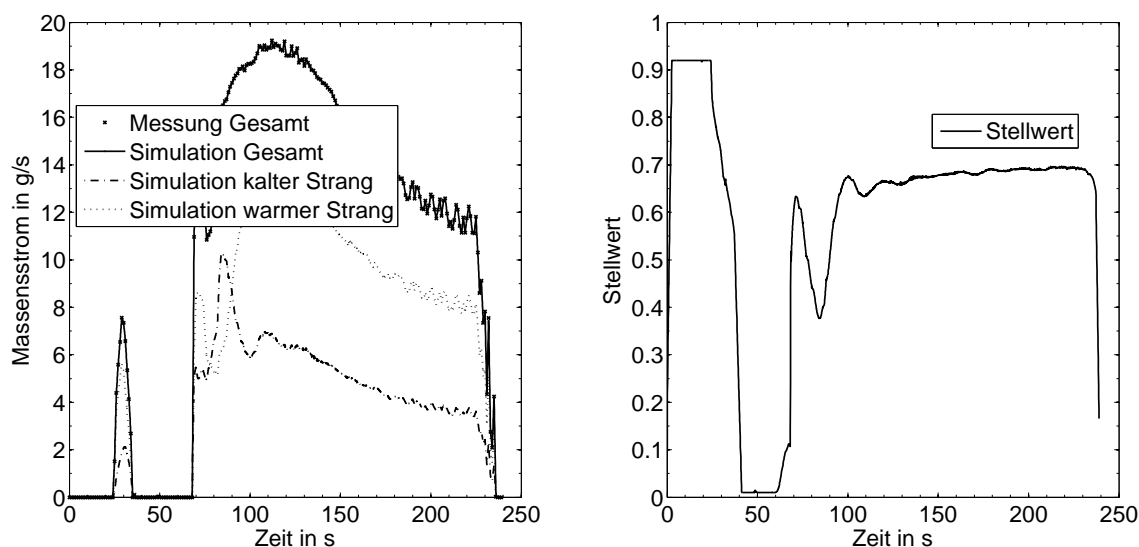 20
18
16
14
12
10
8
6
4
2
0
Massensstrom in g/s
Messung Gesamt
Simulation Gesamt
Simulation kalter Strang
Simulation warmer Strang
0 50 100 150 200 250
Zeit in s
1
0.9
0.8
0.7
0.6
0.5
0.4
0.3
0.2
0.1
0
Stellwert
Stellwert
0 50 100 150 200 250
Zeit in s